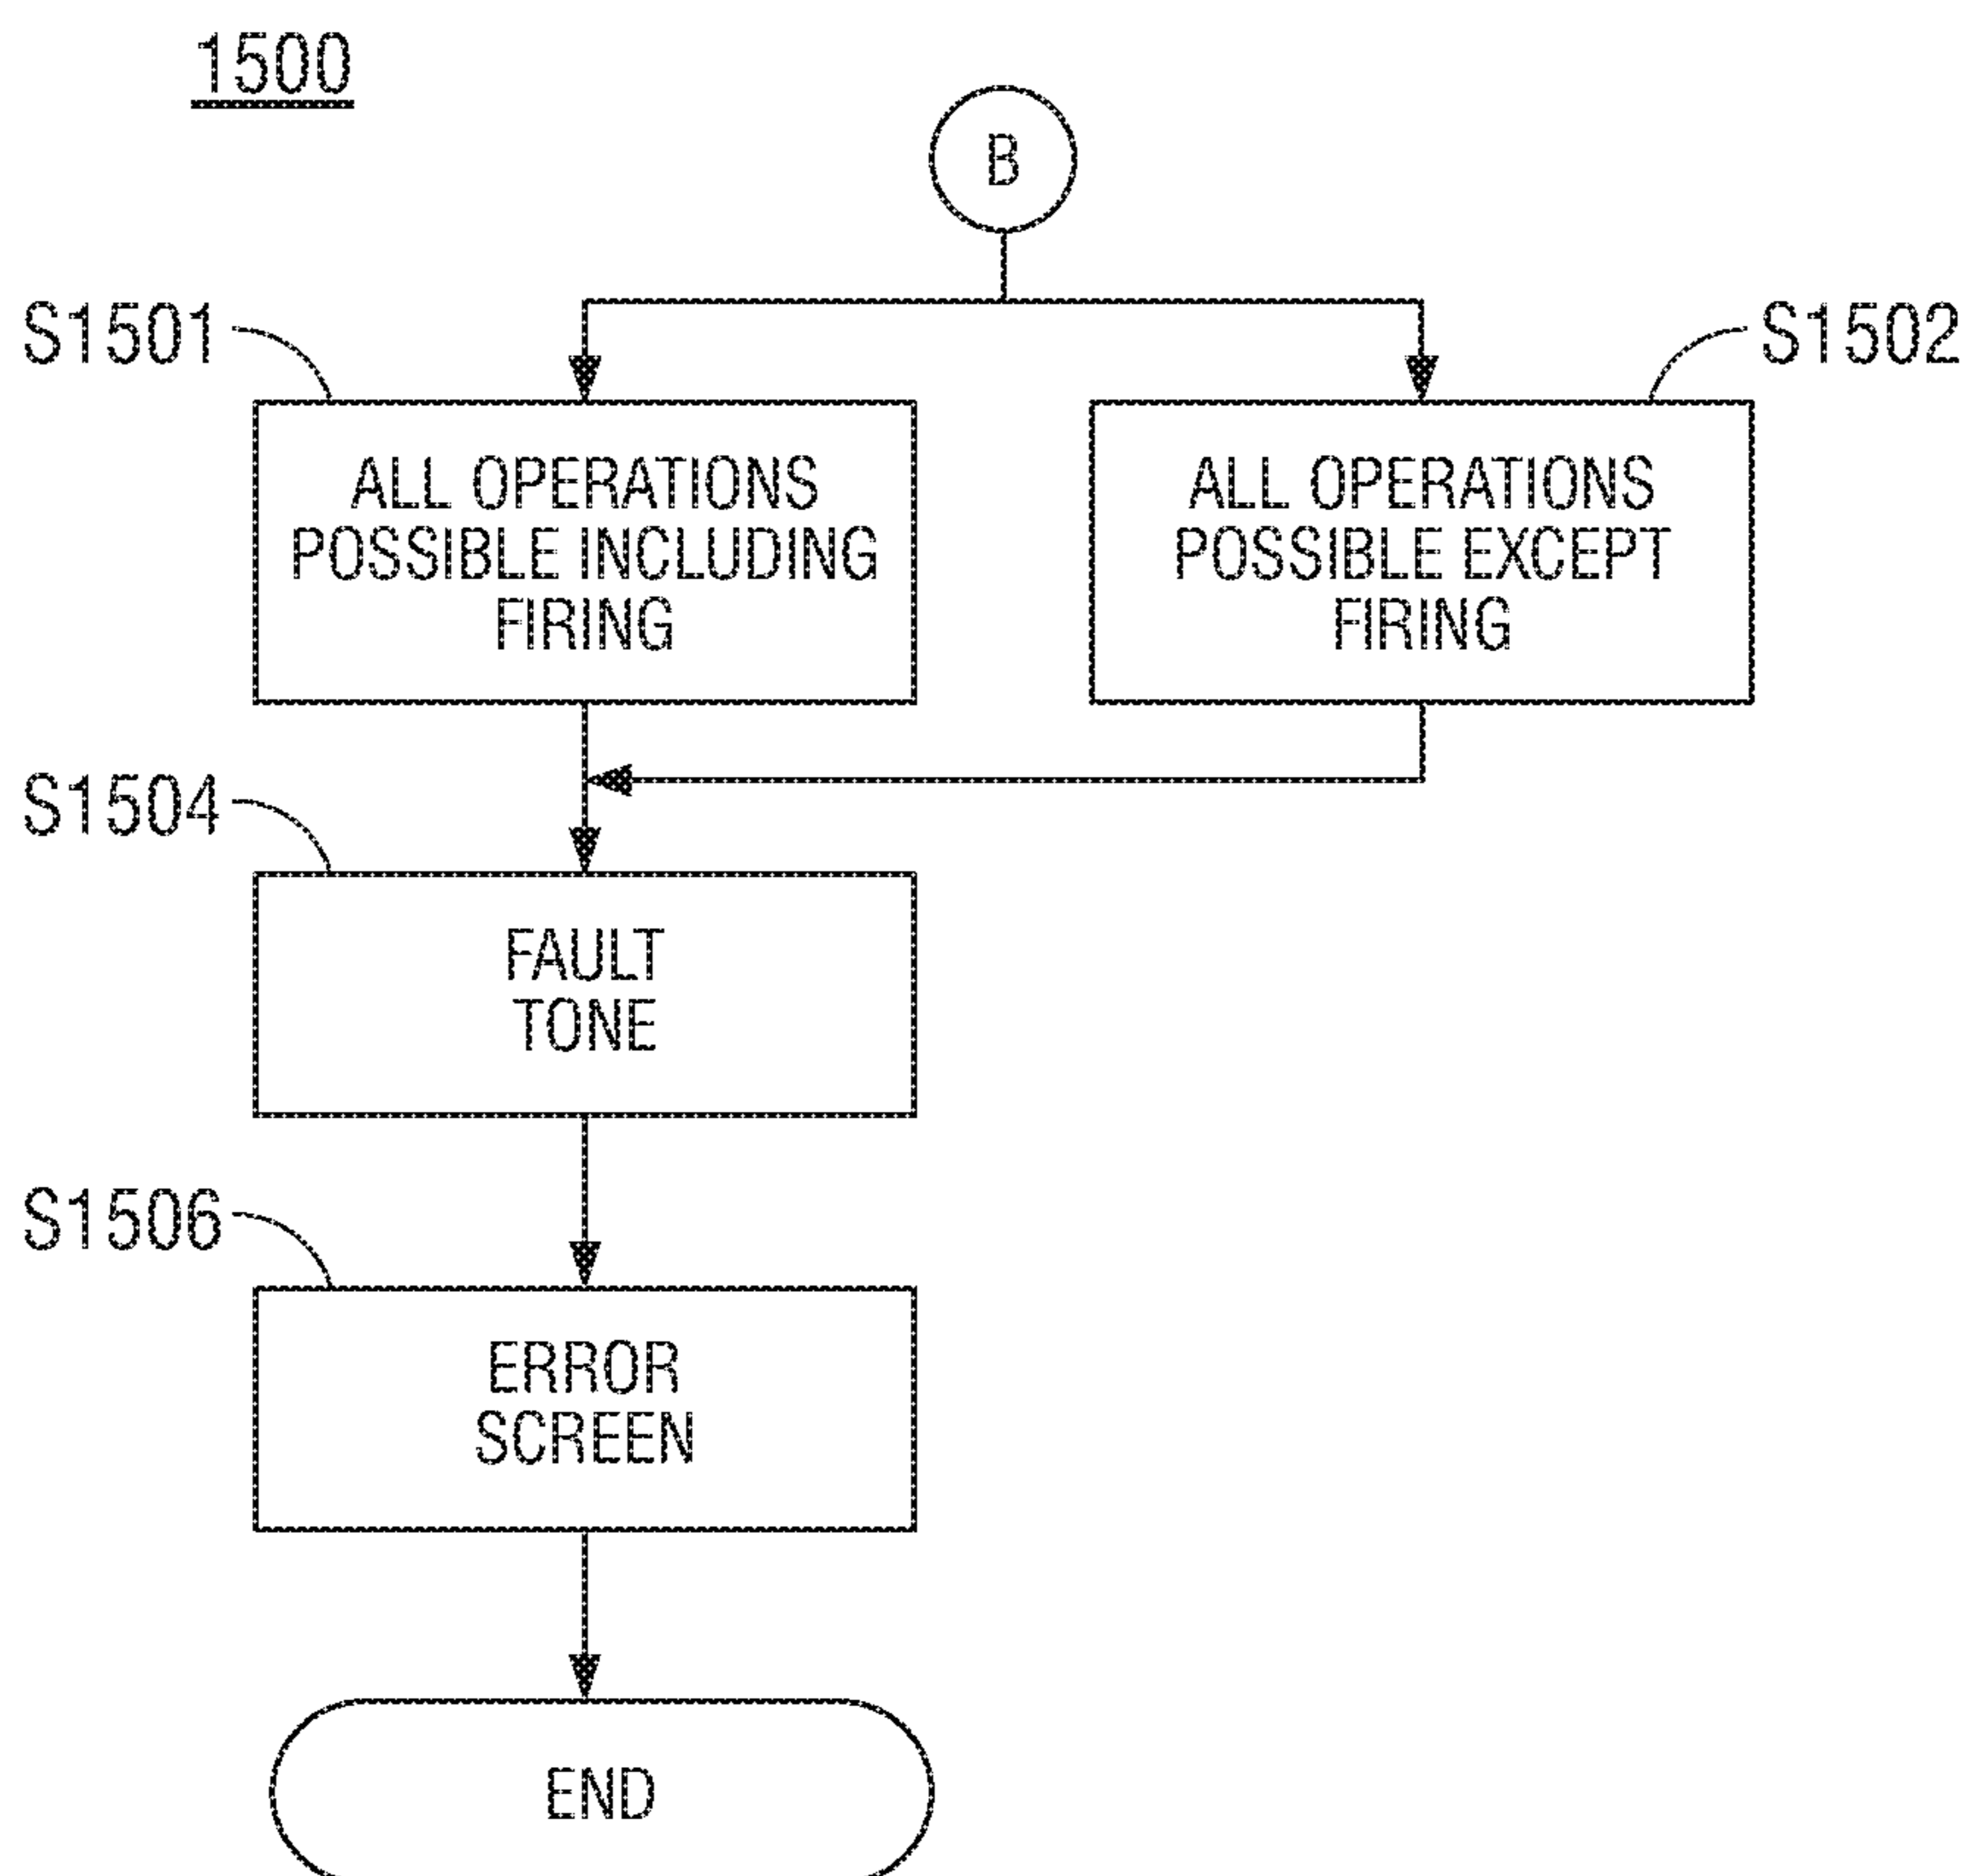 1500
B
S1501
S1502
ALL OPERATIONS
POSSIBLE INCLUDING
FIRING
ALL OPERATIONS
POSSIBLE EXCEPT
FIRING
S1504
FAULT
TONE
S1506
ERROR
SCREEN
END